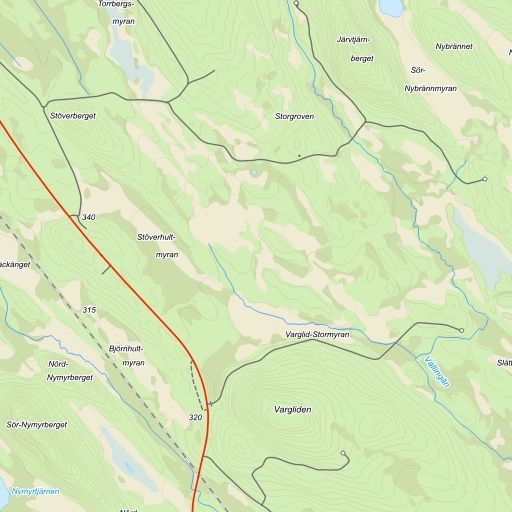 Torrbergs-
myran
Järvtjärn-
berget
Nybrännet
Sör-
Nybrännmyran
Stöverberget
Storgroven
340
Stöverhult-
myran
315
Björnhult-
myran
Varglid-Stormyran
Vällingån
Nörd-
Nymyrberget
320
Vargliden
Sör-Nymyrberget
Nymyrtjärnen